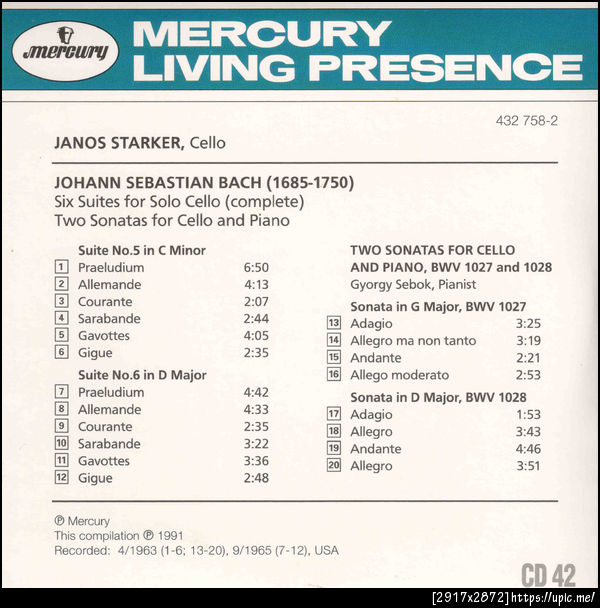 mercury
MERCURY
LIVING PRESENCE
432 758-2
JANOS STARKER, Cello
JOHANN SEBASTIAN BACH (1685-1750)
Six Suites for Solo Cello (complete)
Two Sonatas for Cello and Piano
Suite No.5 in C Minor
1 Praeludium 6:50
2 Allemande 4:13
3 Courante 2:07
4 Sarabande 2:44
5 Gavottes 4:05
6 Gigue 2:35
Suite No.6 in D Major
7 Praeludium 4:42
8 Allemande 4:33
9 Courante 2:35
10 Sarabande 3:22
11 Gavottes 3:36
12 Gigue 2:48
TWO SONATAS FOR CELLO
AND PIANO, BWV 1027 and 1028
Gyorgy Sebok, Pianist
Sonata in G Major, BWV 1027
13 Adagio 3:25
14 Allegro ma non tanto 3:19
15 Andante 2:21
16 Allego moderato 2:53
Sonata in D Major, BWV 1028
17 Adagio 1:53
18 Allegro 3:43
19 Andante 4:46
20 Allegro 3:51
℗ Mercury
This compilation ℗ 1991
Recorded: 4/1963 (1-6; 13-20), 9/1965 (7-12), USA
CD 42
[2917x2872]https://upic.me/